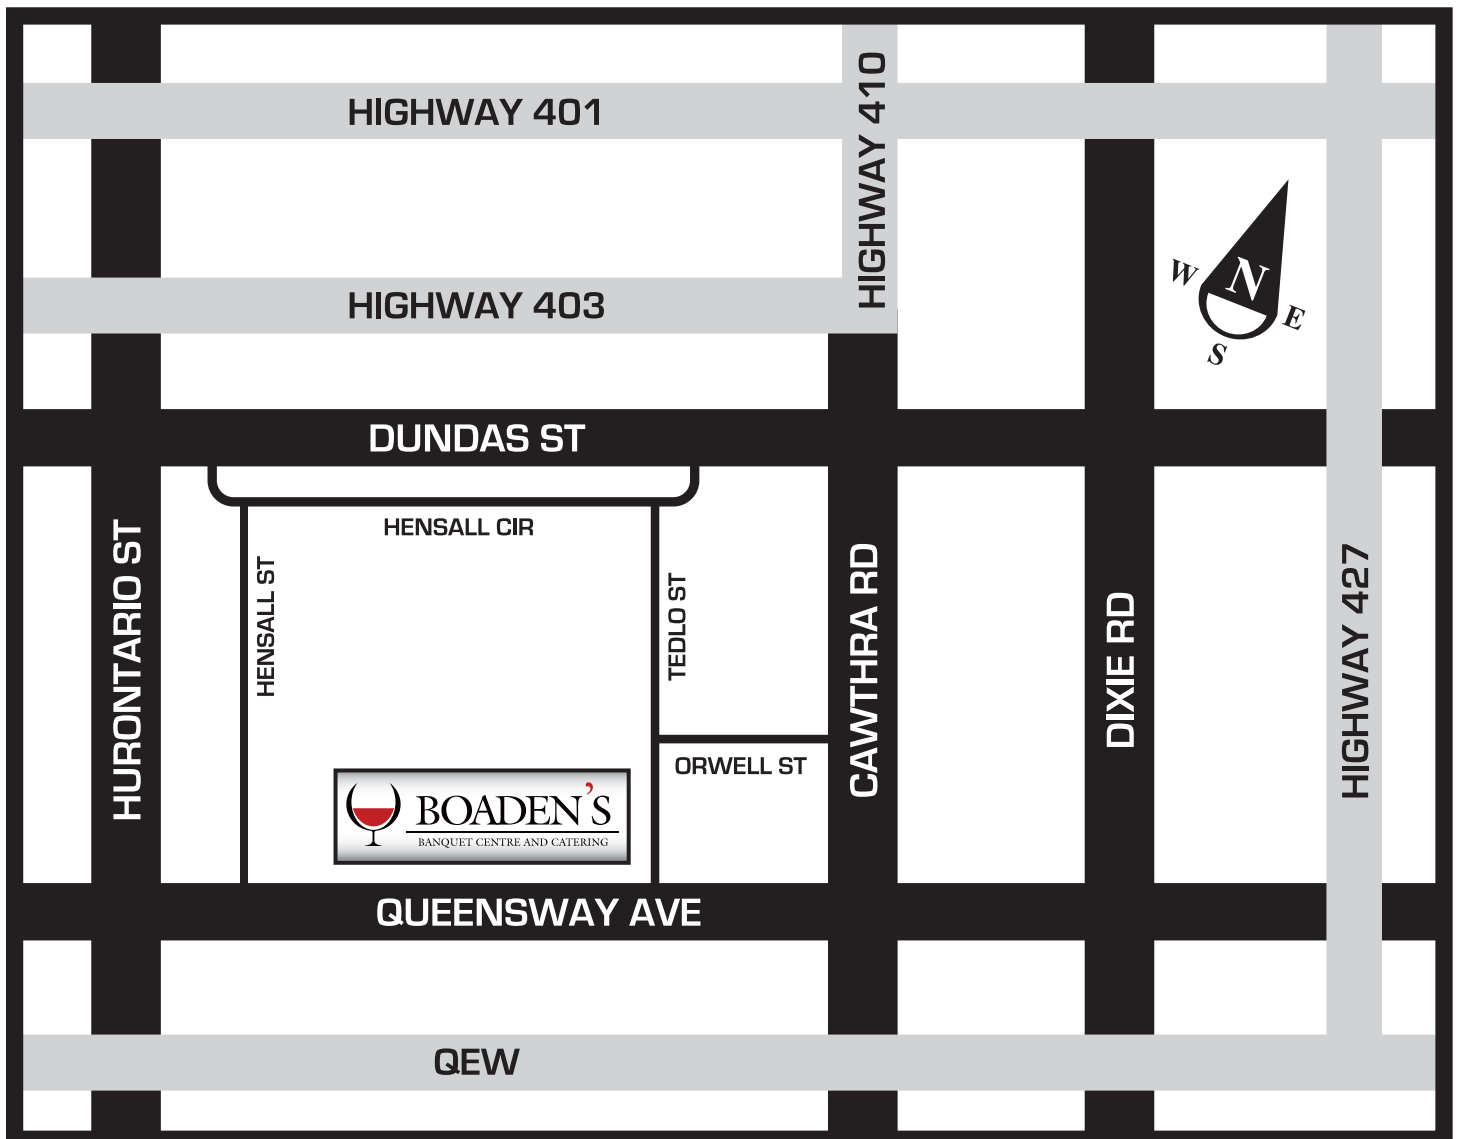 HIGHWAY 401
HIGHWAY 410
HIGHWAY 403
W
N
E
S
DUNDAS ST
HENSALL CIR
HURONTARIO ST
HENSALL ST
TEDLO ST
CAWTHRA RD
DIXIE RD
HIGHWAY 427
ORWELL ST
BOADEN'S
BANQUET CENTRE AND CATERING
QUEENSWAY AVE
QEW